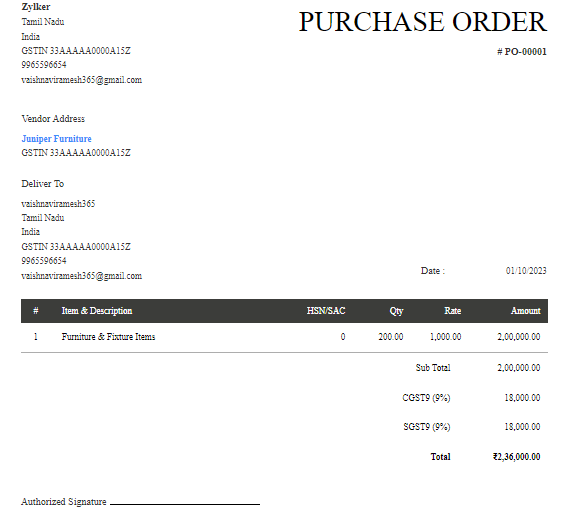 Zylker
Tamil Nadu
India
GSTIN 33AAAAA0000A15Z
9965596654
vaishnaviramesh365@gmail.com
PURCHASE ORDER
# PO-00001
Vendor Address
Juniper Furniture
GSTIN 33AAAAA0000A15Z
Deliver To
vaishnaviramesh365
Tamil Nadu
India
GSTIN 33AAAAA0000A15Z
9965596654
vaishnaviramesh365@gmail.com
Date : 01/10/2023
# Item & Description HSN/SAC Qty Rate Amount
1 Furniture & Fixture Items 0 200.00 1,000.00 2,00,000.00
Sub Total 2,00,000.00
CGST9 (9%) 18,000.00
SGST9 (9%) 18,000.00
Total ₹2,36,000.00
Authorized Signature